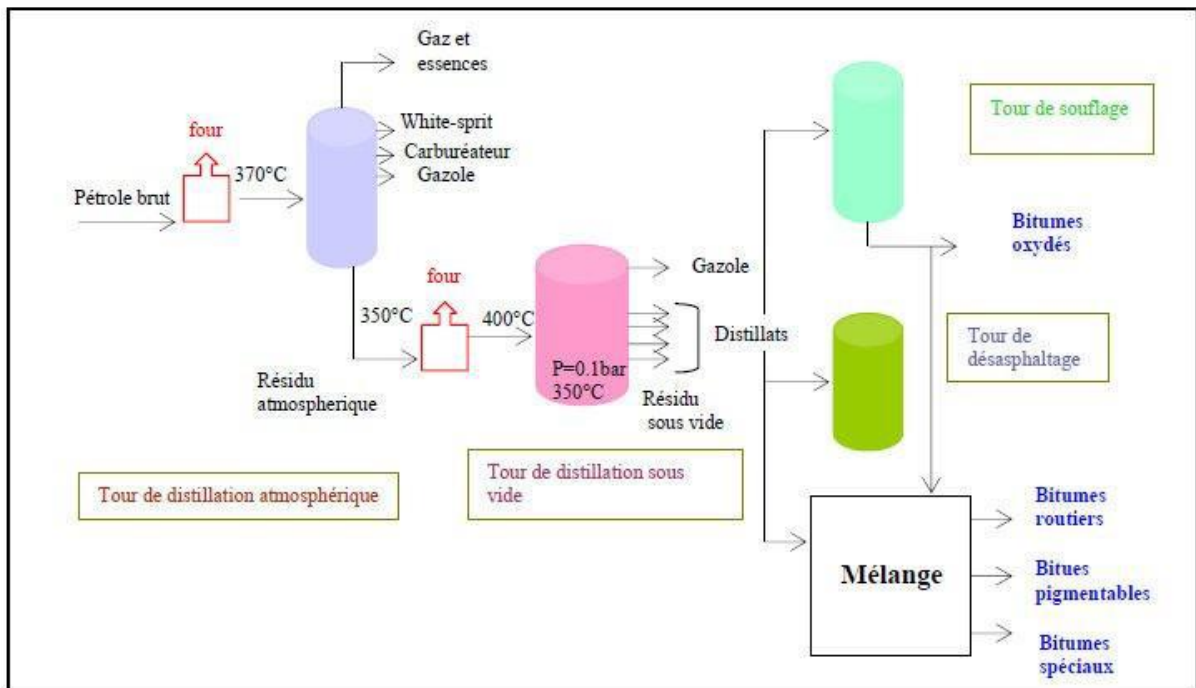 Gaz et
essences
Tour de souflage
four
White-sprit
370°C
Carburéateur
Gazole
Pétrole brut
Bitumes
oxydés
Gazole
four
350°C
400°C
Distillats
Tour de
désasphaltage
P=0.1bar
350°C
Résidu
atmospherique
Résidu
sous vide
Tour de distillation atmosphérique
Tour de distillation sous
vide
Bitumes
routiers
Mélange
Bitues
pigmentables
Bitumes
spéciaux